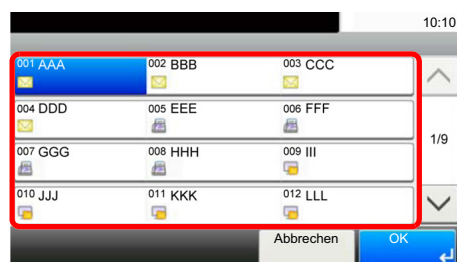 10:10
001 AAA 002 BBB 003 CCC
004 DDD 005 EEE 006 FFF
1/9
007 GGG 008 HHH 009 III
010 JJJ 011 KKK 012 LLL
Abbrechen OK